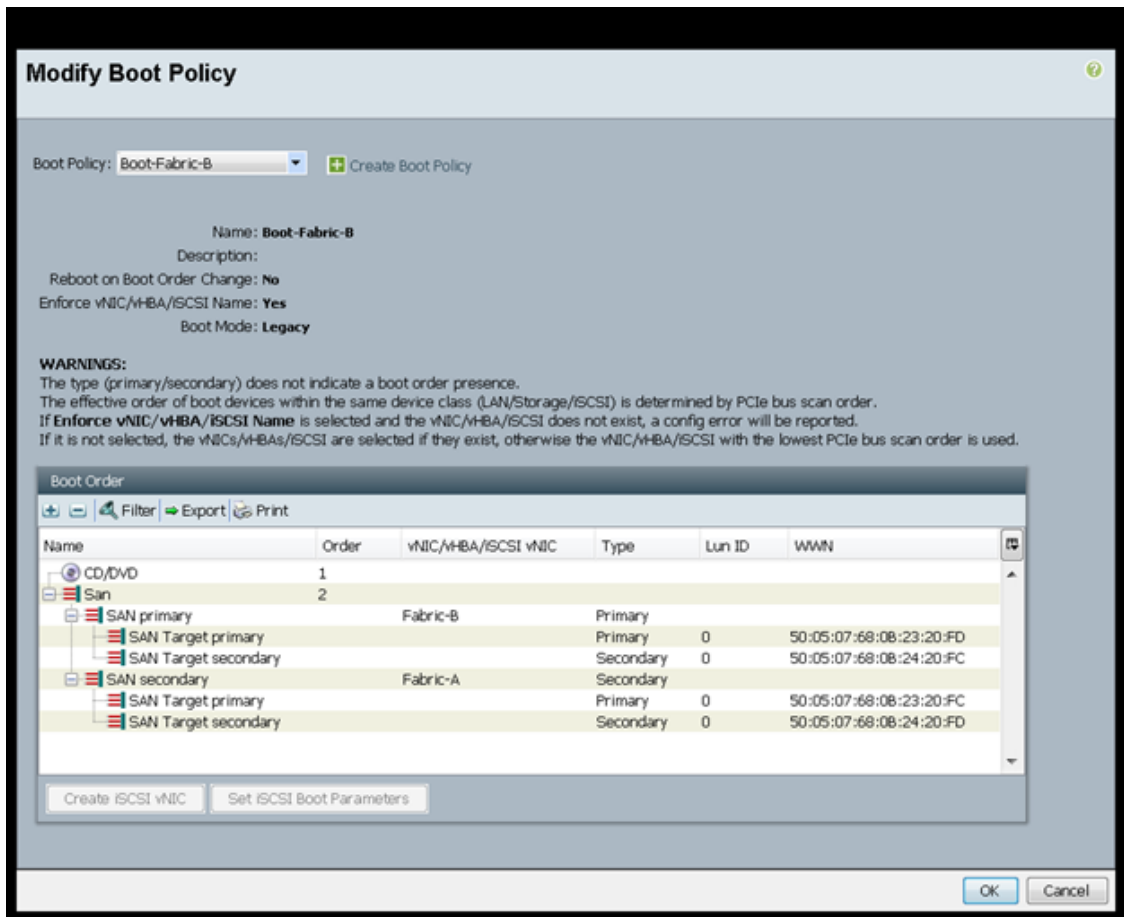 Modify Boot Policy
Boot Policy: Boot-Fabric-B Create Boot Policy
Name: Boot-Fabric-B
Description:
Reboot on Boot Order Change: No
Enforce vNIC/vHBA/iSCSI Name: Yes
Boot Mode: Legacy
WARNINGS:
The type (primary/secondary) does not indicate a boot order presence.
The effective order of boot devices within the same device class (LAN/Storage/iSCSI) is determined by PCIe bus scan order.
If Enforce vNIC/vHBA/iSCSI Name is selected and the vNIC/vHBA/iSCSI does not exist, a config error will be reported.
If it is not selected, the vNICs/vHBAs/iSCSI are selected if they exist, otherwise the vNIC/vHBA/iSCSI with the lowest PCIe bus scan order is used.
Boot Order
Filter Export Print
Name Order vNIC/vHBA/iSCSI vNIC Type Lun ID WWN
CD/DVD 1
San 2
SAN primary Fabric-B Primary
SAN Target primary Primary 0 50:05:07:68:0B:23:20:FD
SAN Target secondary Secondary 0 50:05:07:68:0B:24:20:FC
SAN secondary Fabric-A Secondary
SAN Target primary Primary 0 50:05:07:68:0B:23:20:FC
SAN Target secondary Secondary 0 50:05:07:68:0B:24:20:FD
Create iSCSI vNIC Set iSCSI Boot Parameters
OK Cancel